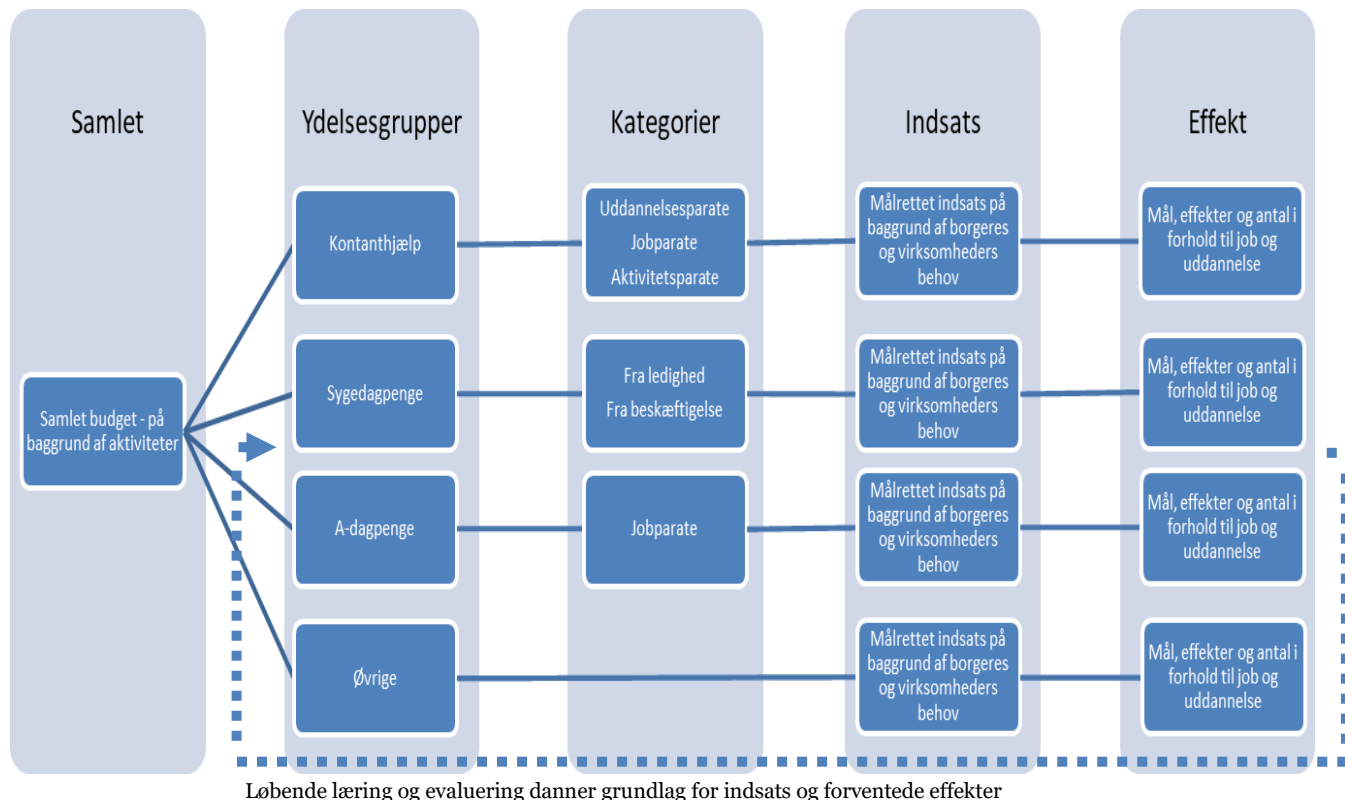 Samlet
Ydelsesgrupper
Kategorier
Indsats
Effekt
Samlet budget - på
baggrund af aktiviteter
Kontanthjælp
Uddannelsesparate
Jobparate
Aktivitetsparate
Målrettet indsats på
baggrund af borgeres
og virksomheders
behov
Mål, effekter og antal i
forhold til job og
uddannelse
Sygedagpenge
Fra ledighed
Fra beskæftigelse
Målrettet indsats på
baggrund af borgeres
og virksomheders
behov
Mål, effekter og antal i
forhold til job og
uddannelse
A-dagpenge
Jobparate
Målrettet indsats på
baggrund af borgeres
og virksomheders
behov
Mål, effekter og antal i
forhold til job og
uddannelse
Øvrige
Målrettet indsats på
baggrund af borgeres
og virksomheders
behov
Mål, effekter og antal i
forhold til job og
uddannelse
Løbende læring og evaluering danner grundlag for indsats og forventede effekter